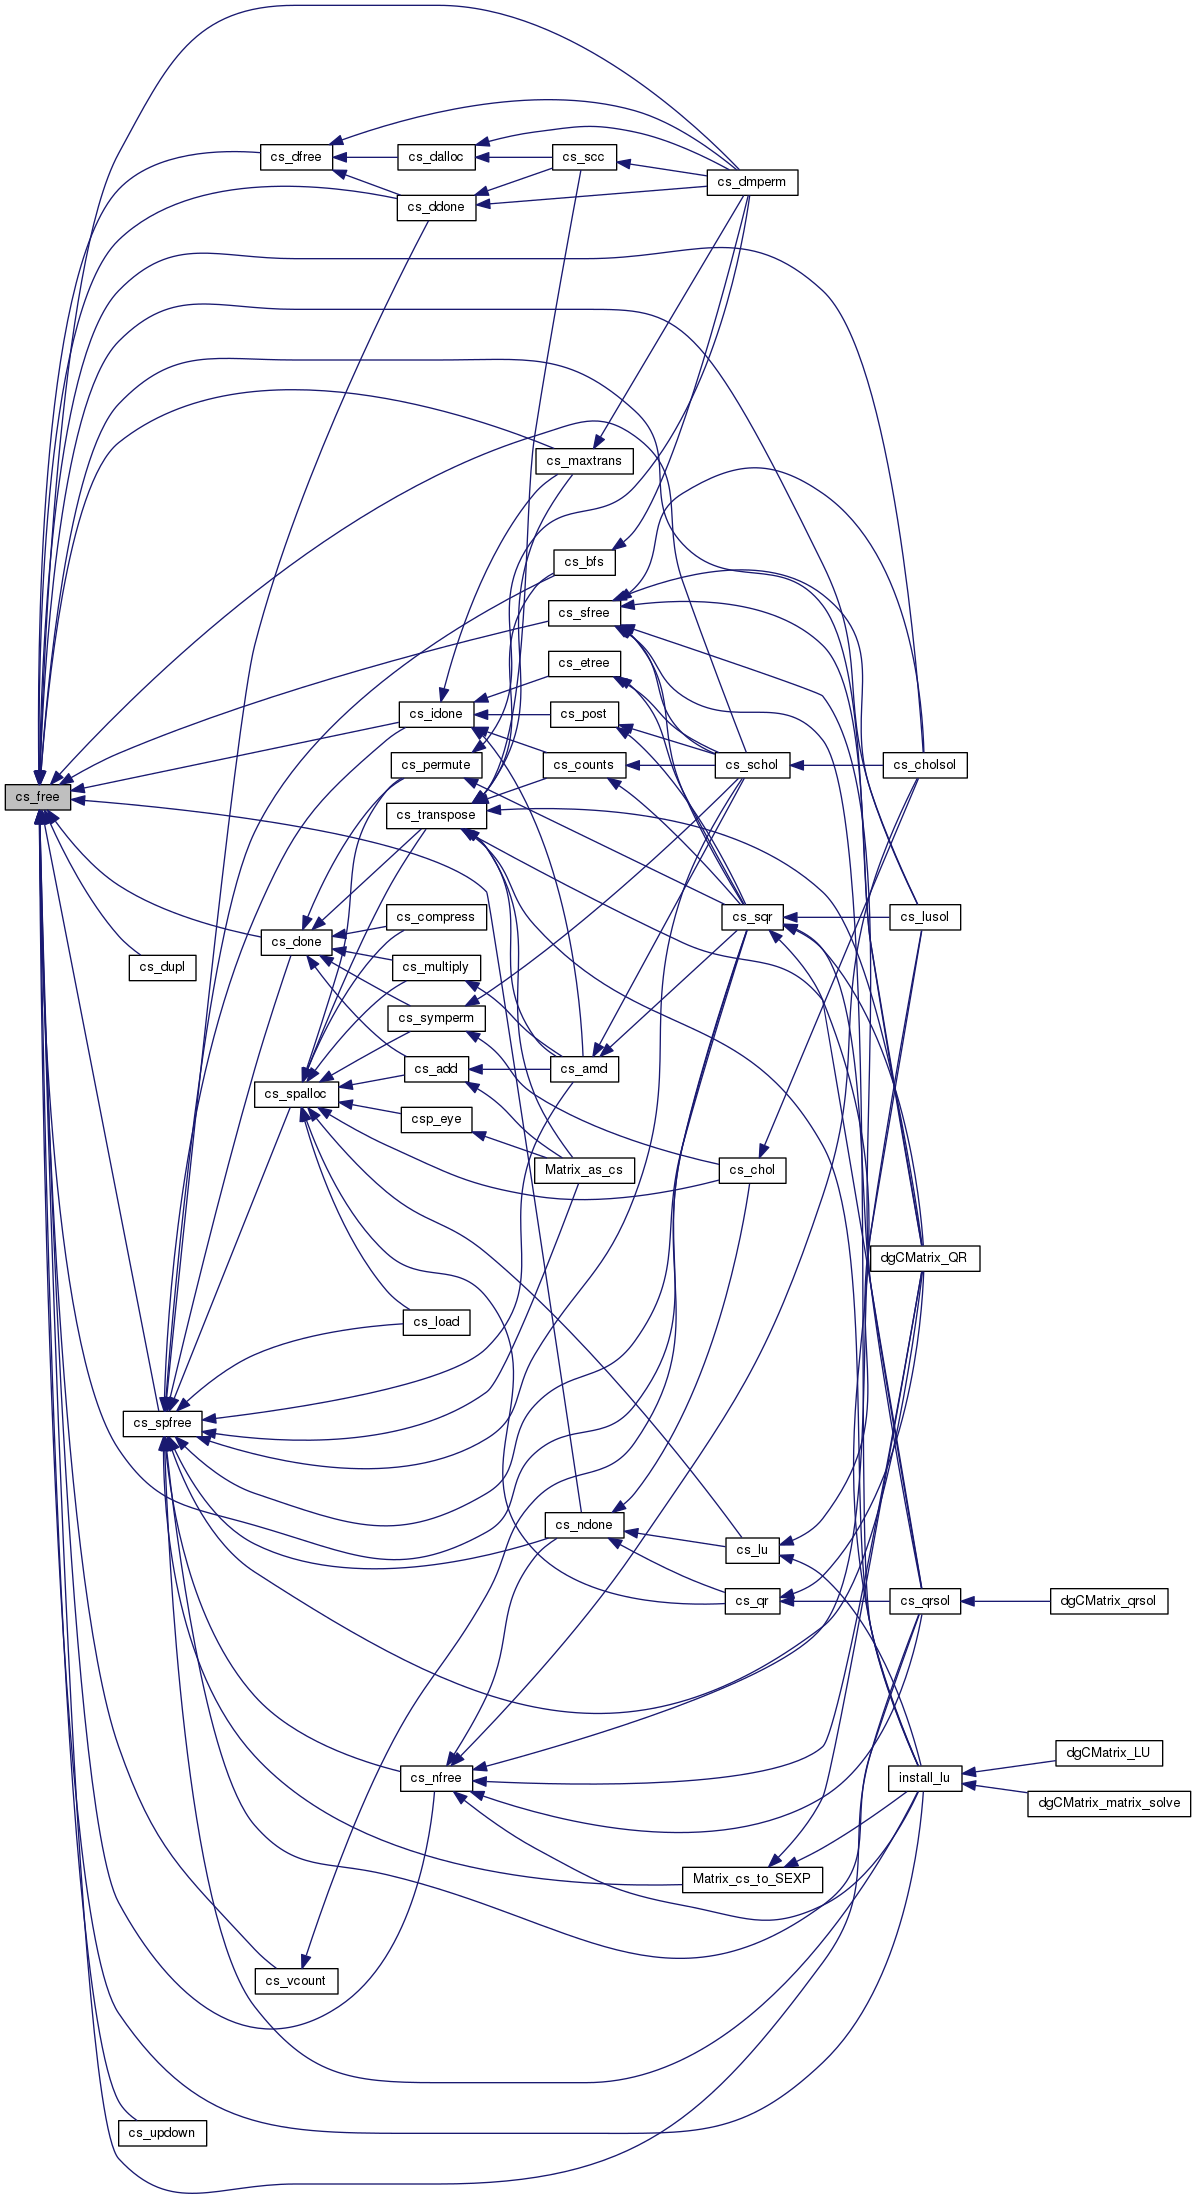 cs_dfree
cs_dalloc
cs_scc
cs_dmperm
cs_ddone
cs_maxtrans
cs_bfs
cs_sfree
cs_etree
cs_idone
cs_post
cs_permute
cs_counts
cs_schol
cs_cholsol
cs_free
cs_transpose
cs_compress
cs_sqr
cs_lusol
cs_done
cs_dupl
cs_multiply
cs_symperm
cs_add
cs_amd
cs_spalloc
csp_eye
Matrix_as_cs
cs_chol
dgCMatrix_QR
cs_load
cs_spfree
cs_ndone
cs_lu
cs_qr
cs_qrsol
dgCMatrix_qrsol
dgCMatrix_LU
cs_nfree
install_lu
dgCMatrix_matrix_solve
Matrix_cs_to_SEXP
cs_vcount
cs_updown